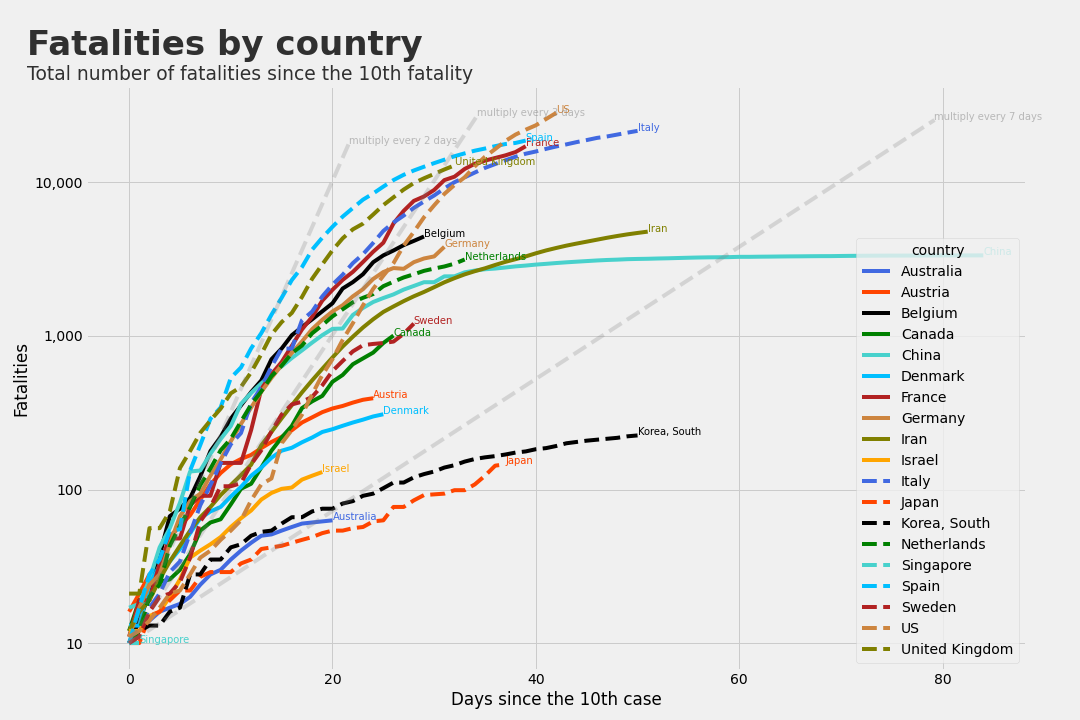 Fatalities by country
Total number of fatalities since the 10th fatality
multiply every 2 days
multiply every 3 days
US
multiply every 7 days
Italy
Spain
France
United Kingdom
10,000
Belgium
Germany
Netherlands
Iran
China
Sweden
Canada
1,000
Austria
Denmark
Korea, South
Japan
Israel
100
Australia
Singapore
10
Fatalities
0
20
40
60
80
Days since the 10th case
country
Australia
Austria
Belgium
Canada
China
Denmark
France
Germany
Iran
Israel
Italy
Japan
Korea, South
Netherlands
Singapore
Spain
Sweden
US
United Kingdom